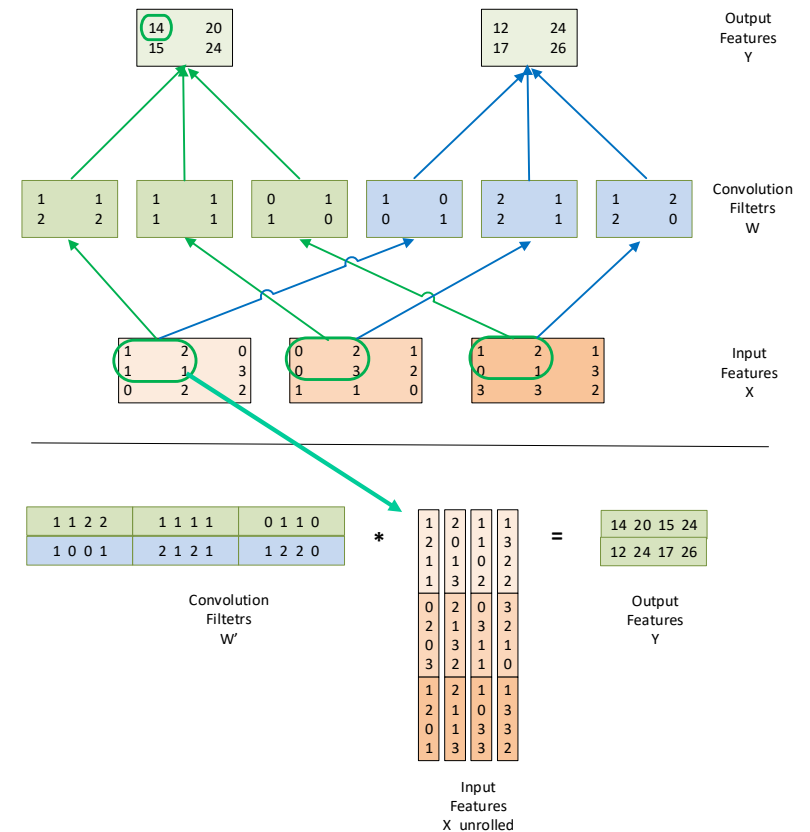 14 20
15 24
12 24
17 26
Output
Features
Y
1 1
2 2
1 1
1 1
0 1
1 0
1 0
0 1
2 1
2 1
1 2
2 0
Convolution
Filtetrs
W
1 2 0
1 1 3
0 2 2
0 2 1
0 3 2
1 1 0
1 2 1
0 1 3
3 3 2
Input
Features
X
1 1 2 2 1 1 1 1 0 1 1 0
1 0 0 1 2 1 2 1 1 2 2 0
*
1 2 1 1
2 0 1 3
1 1 0 2
1 3 2 2
0 2 0 3
2 1 3 2
0 3 1 1
3 2 1 0
1 2 1 1
2 1 0 3
0 1 3 3
1 3 3 2
=
14 20 15 24
12 24 17 26
Convolution
Filtetrs
W'
Output
Features
Y
Input
Features
X unrolled